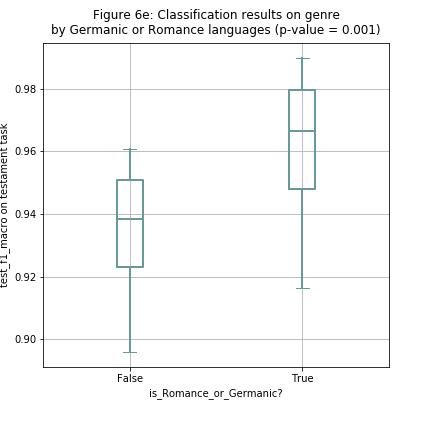 Figure 6e: Classification results on genre
by Germanic or Romance languages (p-value = 0.001)
0.98
0.96
0.94
0.92
0.90
test_f1_macro on testament task
False
True
is_Romance_or_Germanic?